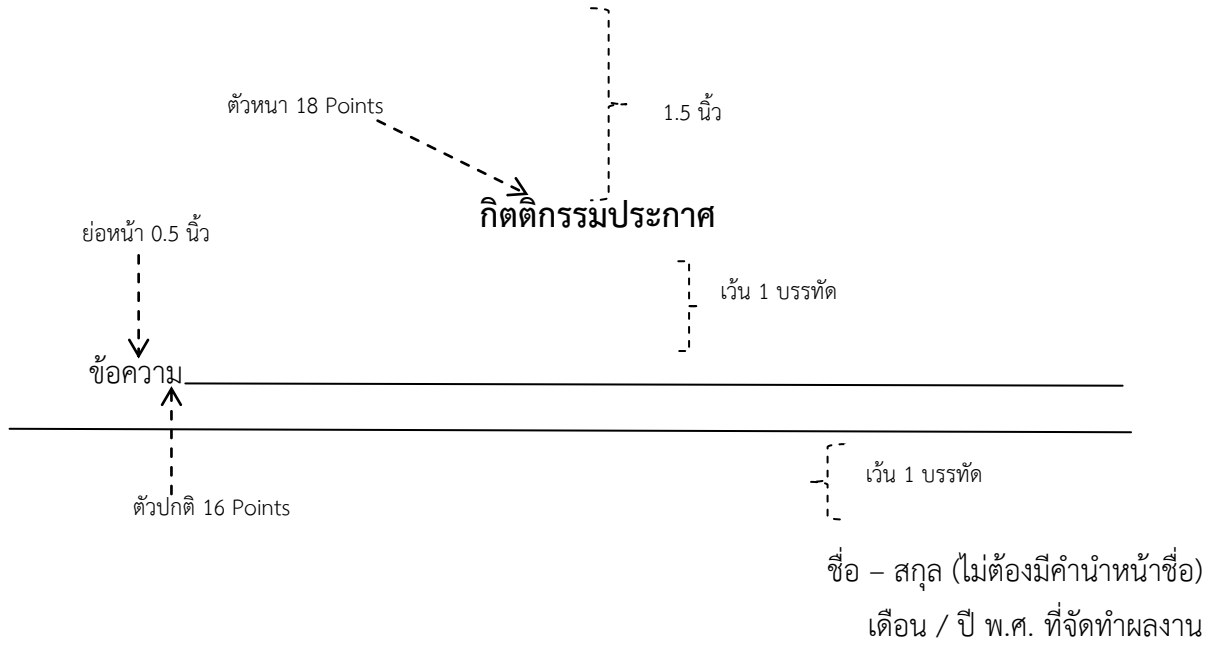 ตัวหนา 18 Points
1.5 นิ้ว
กิตติกรรมประกาศ
ย่อหน้า 0.5 นิ้ว
เว้น 1 บรรทัด
ข้อความ
เว้น 1 บรรทัด
ตัวปกติ 16 Points
ชื่อ – สกุล (ไม่ต้องมีคำนำหน้าชื่อ)
เดือน / ปี พ.ศ. ที่จัดทำผลงาน